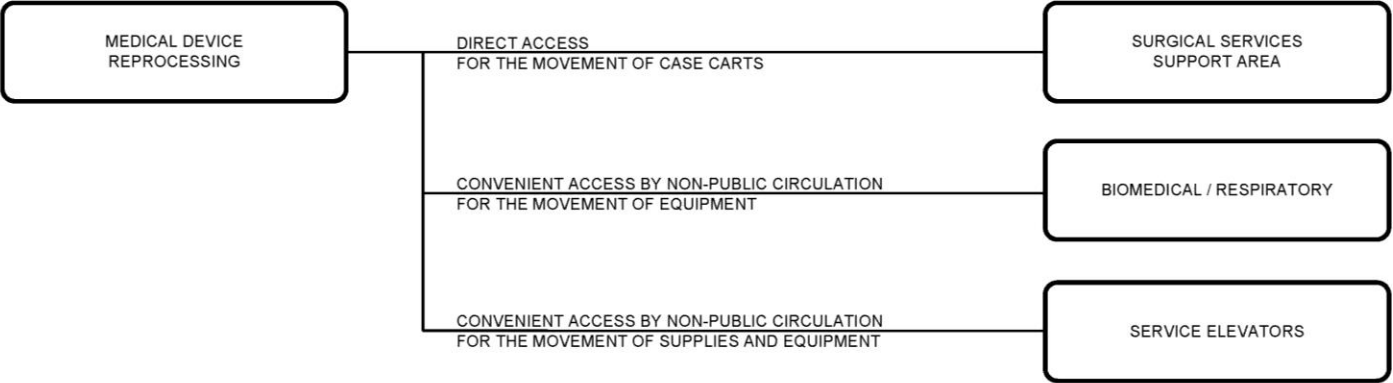 MEDICAL DEVICE
REPROCESSING
DIRECT ACCESS
FOR THE MOVEMENT OF CASE CARTS
SURGICAL SERVICES
SUPPORT AREA
CONVENIENT ACCESS BY NON-PUBLIC CIRCULATION
FOR THE MOVEMENT OF EQUIPMENT
BIOMEDICAL / RESPIRATORY
CONVENIENT ACCESS BY NON-PUBLIC CIRCULATION
FOR THE MOVEMENT OF SUPPLIES AND EQUIPMENT
SERVICE ELEVATORS